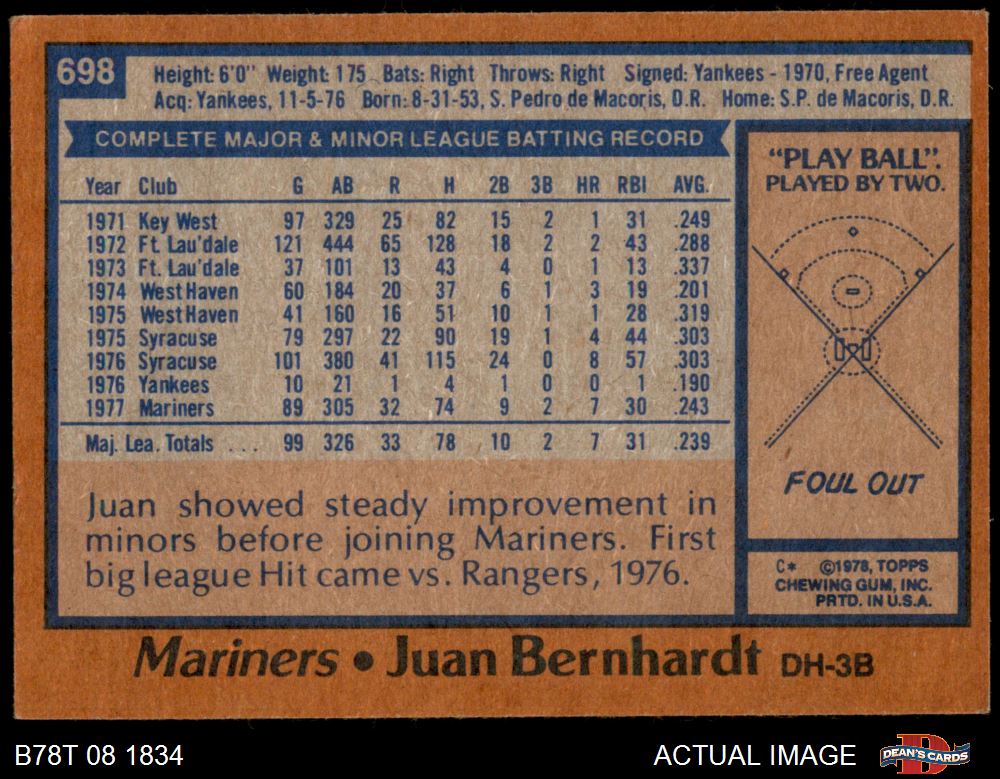 698
Height: 6'0" Weight: 175 Bats: Right Throws: Right Signed: Yankees - 1970, Free Agent
Acq: Yankees, 11-5-76 Born: 8-31-53, S. Pedro de Macoris, D.R. Home: S.P. de Macoris, D.R.
COMPLETE MAJOR & MINOR LEAGUE BATTING RECORD
Year Club G AB R H 2B 3B HR RBI AVG.
1971 Key West 97 329 25 82 15 2 1 31 .249
1972 Ft. Lau'dale 121 444 65 128 18 2 2 43 .288
1973 Ft. Lau'dale 37 101 13 43 4 0 1 13 .337
1974 West Haven 60 184 20 37 6 1 3 19 .201
1975 West Haven 41 160 16 51 10 1 1 28 .319
1975 Syracuse 79 297 22 90 19 1 4 44 .303
1976 Syracuse 101 380 41 115 24 0 8 57 .303
1976 Yankees 10 21 1 4 1 0 0 1 .190
1977 Mariners 89 305 32 74 9 2 7 30 .243
Maj. Lea. Totals . . . 99 326 33 78 10 2 7 31 .239
Juan showed steady improvement in
minors before joining Mariners. First
big league Hit came vs. Rangers, 1976.
"PLAY BALL".
PLAYED BY TWO.
FOUL OUT
C* ©1978, TOPPS
CHEWING GUM, INC.
PRTD. IN U.S.A.
Mariners • Juan Bernhardt DH-3B
B78T 08 1834
ACTUAL IMAGE
DEAN'S CARDS